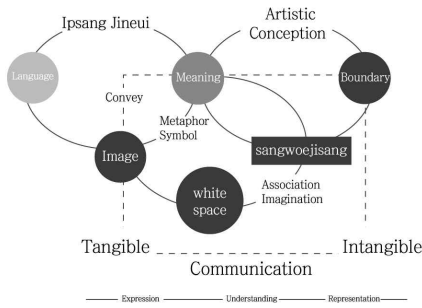 Ipsang Jineui
Artistic
Conception
Language
Meaning
Boundary
Convey
Metaphor
Symbol
sangwoejisang
Image
Association
Imagination
white
space
Tangible
Intangible
Communication
Expression
Understanding
Representation